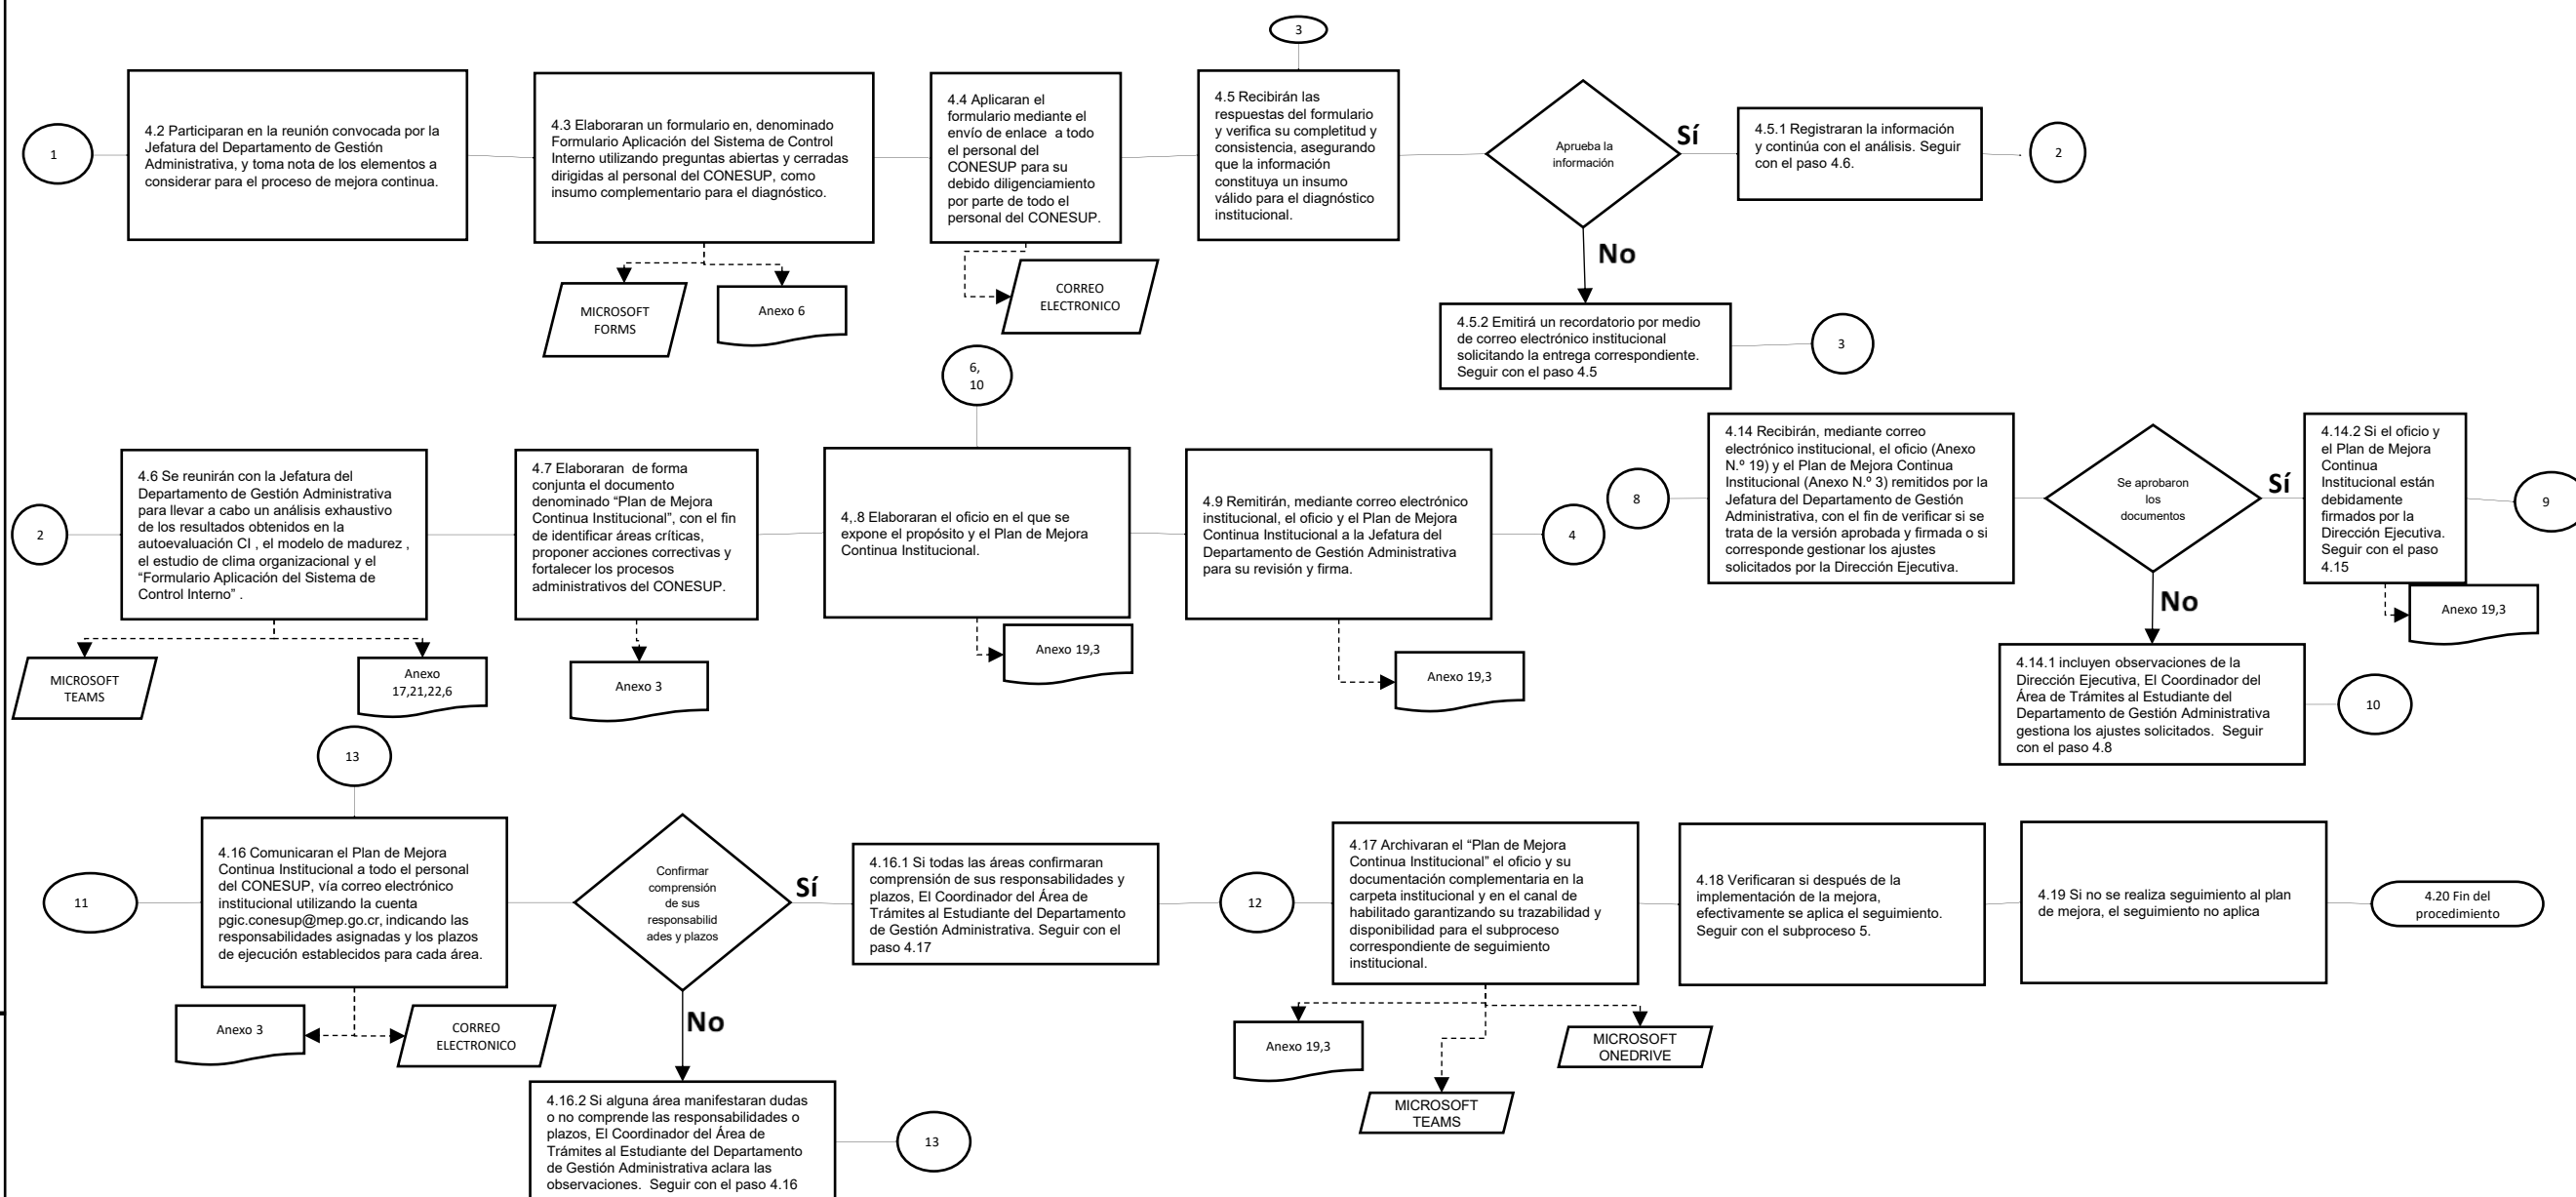 3
1
4.2 Participaran en la reunión convocada por la
Jefatura del Departamento de Gestión
Administrativa, y toma nota de los elementos a
considerar para el proceso de mejora continua.
4.3 Elaboraran un formulario en, denominado
Formulario Aplicación del Sistema de Control
Interno utilizando preguntas abiertas y cerradas
dirigidas al personal del CONESUP, como
insumo complementario para el diagnóstico.
MICROSOFT
FORMS
Anexo 6
4.4 Aplicaran el
formulario mediante el
envío de enlace a todo
el personal del
CONESUP para su
debido diligenciamiento
por parte de todo el
personal del CONESUP.
CORREO
ELECTRONICO
4.5 Recibirán las
respuestas del formulario
y verifica su completitud y
consistencia, asegurando
que la información
constituya un insumo
válido para el diagnóstico
institucional.
Aprueba la
información
Sí
4.5.1 Registraran la información
y continúa con el análisis. Seguir
con el paso 4.6.
2
No
4.5.2 Emitirá un recordatorio por medio
de correo electrónico institucional
solicitando la entrega correspondiente.
Seguir con el paso 4.5
3
6,
10
2
4.6 Se reunirán con la Jefatura del
Departamento de Gestión Administrativa
para llevar a cabo un análisis exhaustivo
de los resultados obtenidos en la
autoevaluación CI , el modelo de madurez ,
el estudio de clima organizacional y el
“Formulario Aplicación del Sistema de
Control Interno” .
MICROSOFT
TEAMS
Anexo
17,21,22,6
4.7 Elaboraran de forma
conjunta el documento
denominado “Plan de Mejora
Continua Institucional”, con el fin
de identificar áreas críticas,
proponer acciones correctivas y
fortalecer los procesos
administrativos del CONESUP.
Anexo 3
4,.8 Elaboraran el oficio en el que se
expone el propósito y el Plan de Mejora
Continua Institucional.
Anexo 19,3
4.9 Remitirán, mediante correo electrónico
institucional, el oficio y el Plan de Mejora
Continua Institucional a la Jefatura del
Departamento de Gestión Administrativa
para su revisión y firma.
Anexo 19,3
4
8
4.14 Recibirán, mediante correo
electrónico institucional, el oficio (Anexo
N.º 19) y el Plan de Mejora Continua
Institucional (Anexo N.º 3) remitidos por la
Jefatura del Departamento de Gestión
Administrativa, con el fin de verificar si se
trata de la versión aprobada y firmada o si
corresponde gestionar los ajustes
solicitados por la Dirección Ejecutiva.
Se aprobaron
los
documentos
Sí
4.14.2 Si el oficio y
el Plan de Mejora
Continua
Institucional están
debidamente
firmados por la
Dirección Ejecutiva.
Seguir con el paso
4.15
9
Anexo 19,3
No
4.14.1 incluyen observaciones de la
Dirección Ejecutiva, El Coordinador del
Área de Trámites al Estudiante del
Departamento de Gestión Administrativa
gestiona los ajustes solicitados. Seguir
con el paso 4.8
10
13
11
4.16 Comunicaran el Plan de Mejora
Continua Institucional a todo el personal
del CONESUP, vía correo electrónico
institucional utilizando la cuenta
pgic.conesup@mep.go.cr, indicando las
responsabilidades asignadas y los plazos
de ejecución establecidos para cada área.
Anexo 3
CORREO
ELECTRONICO
Confirmar
comprensión
de sus
responsabilid
ades y plazos
Sí
4.16.1 Si todas las áreas confirmaran
comprensión de sus responsabilidades y
plazos, El Coordinador del Área de
Trámites al Estudiante del Departamento
de Gestión Administrativa. Seguir con el
paso 4.17
12
No
4.16.2 Si alguna área manifestaran dudas
o no comprende las responsabilidades o
plazos, El Coordinador del Área de
Trámites al Estudiante del Departamento
de Gestión Administrativa aclara las
observaciones. Seguir con el paso 4.16
13
4.17 Archivaran el “Plan de Mejora
Continua Institucional” el oficio y su
documentación complementaria en la
carpeta institucional y en el canal de
habilitado garantizando su trazabilidad y
disponibilidad para el subproceso
correspondiente de seguimiento
institucional.
Anexo 19,3
MICROSOFT
TEAMS
MICROSOFT
ONEDRIVE
4.18 Verificaran si después de la
implementación de la mejora,
efectivamente se aplica el seguimiento.
Seguir con el subproceso 5.
4.19 Si no se realiza seguimiento al plan
de mejora, el seguimiento no aplica
4.20 Fin del
procedimiento